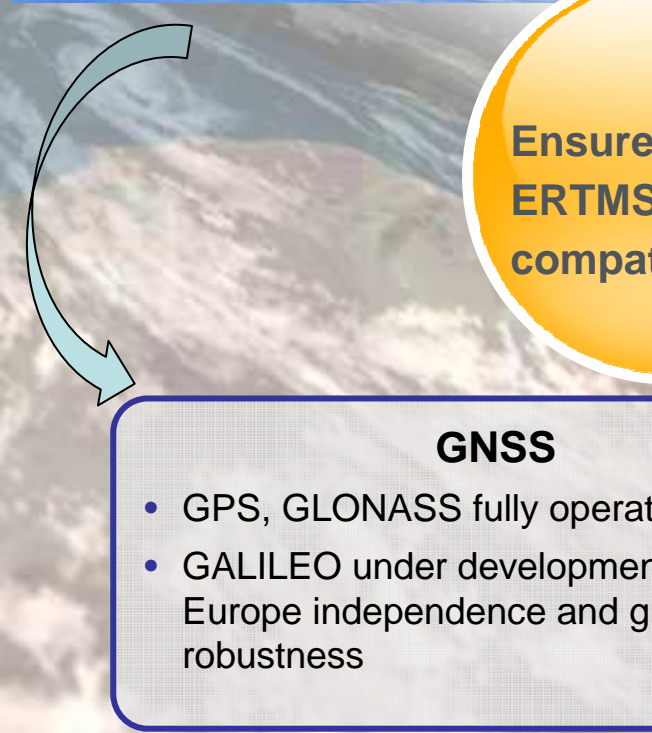 Ensure
ERTMS
compat
GNSS
• GPS, GLONASS fully operat
• GALILEO under developmen
Europe independence and g
robustness